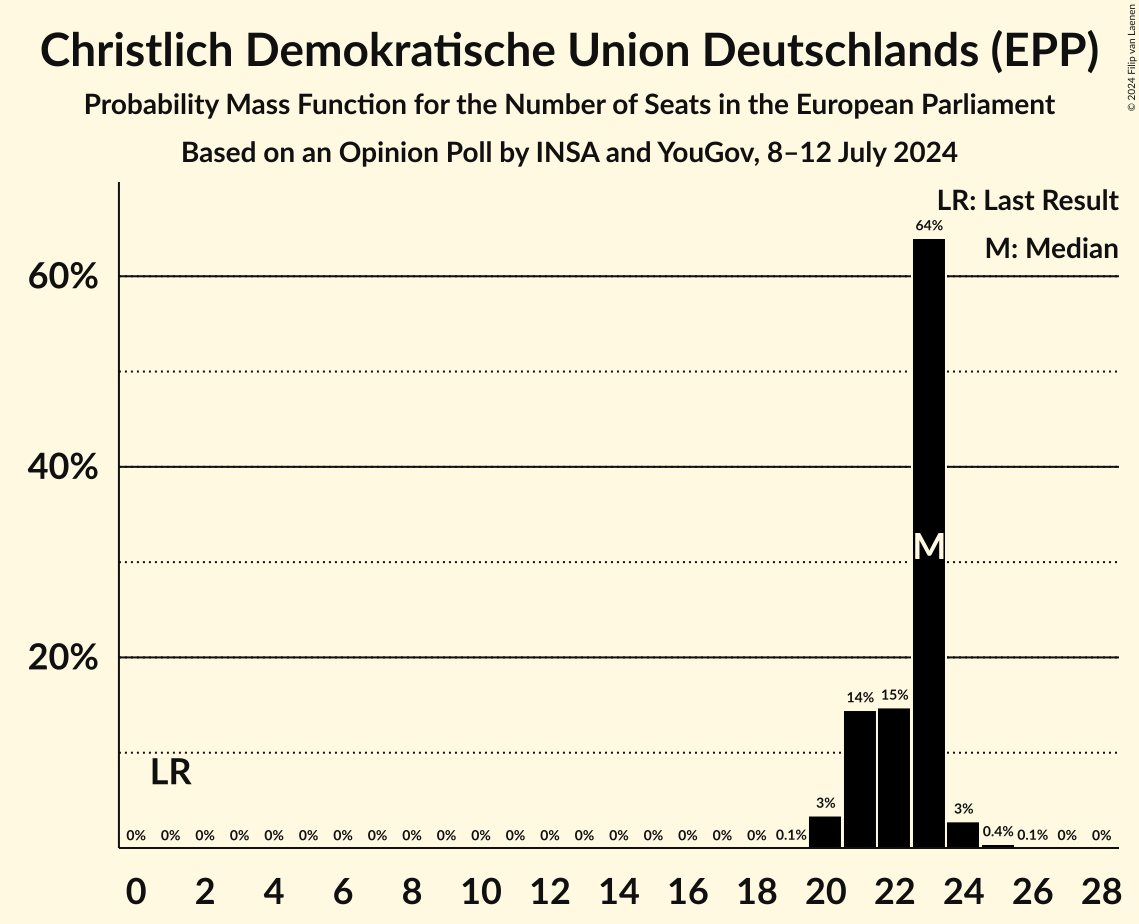 Christlich Demokratische Union Deutschlands (EPP)
Probability Mass Function for the Number of Seats in the European Parliament
Based on an Opinion Poll by INSA and YouGov, 8–12 July 2024
© 2024 Filip van Laenen
LR: Last Result
M: Median
64%
60%
40%
M
20%
14% 15%
LR
3% 3%
0% 0% 0% 0% 0% 0% 0% 0% 0% 0% 0% 0% 0% 0% 0% 0% 0% 0% 0% 0.1% 0.4% 0.1% 0% 0%
0 2 4 6 8 10 12 14 16 18 20 22 24 26 28